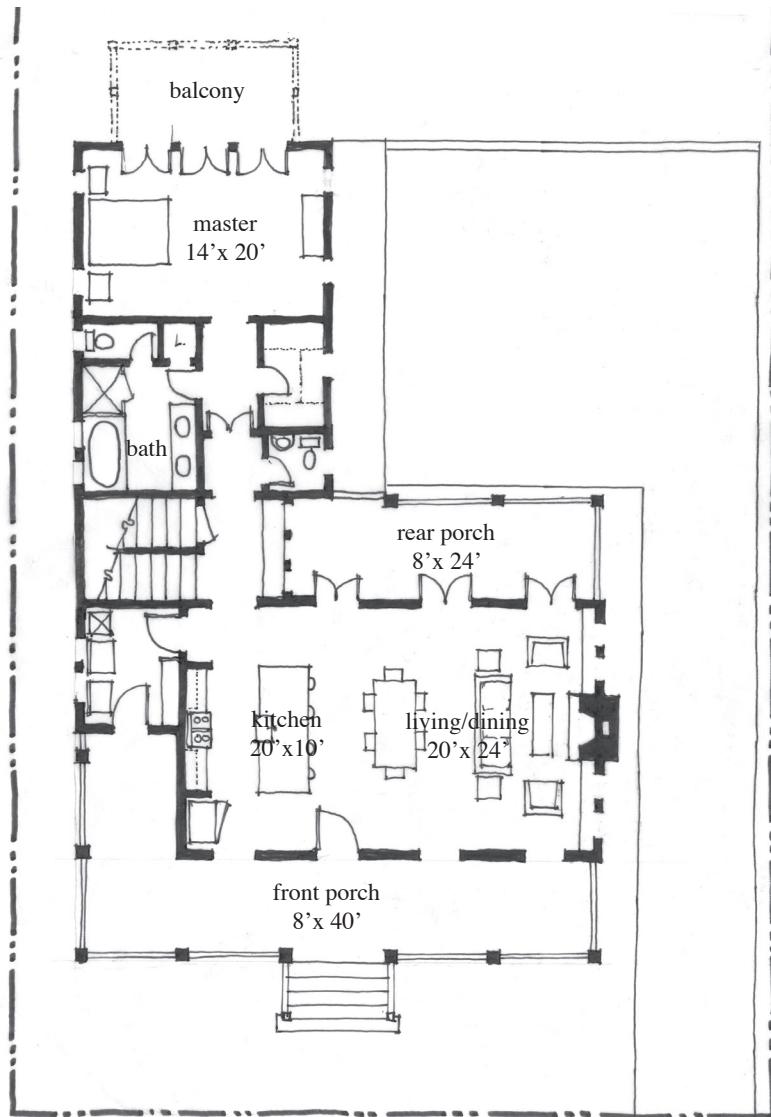 balcony
master
14’x 20’
bath
rear porch
8’x 24’
kitchen
20’x10’
living/dining
20’x 24’
front porch
8’x 40’